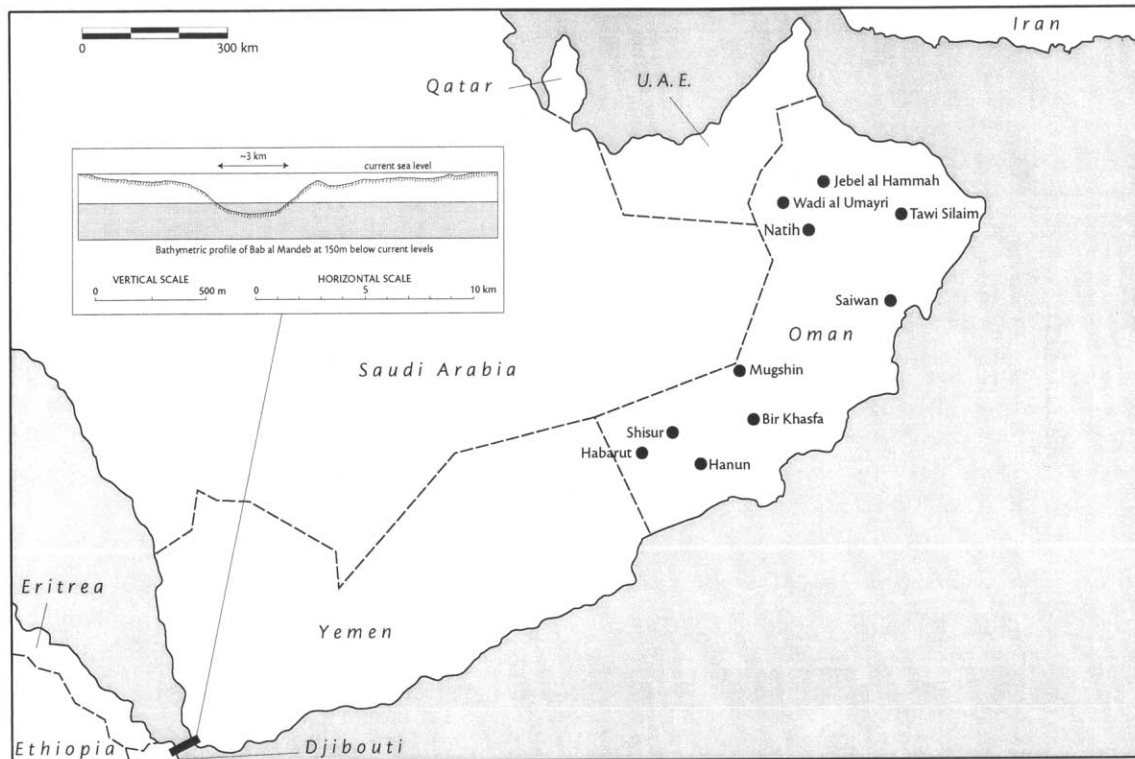 Iran
0 300 km
Qatar
U.A.E.
~3 km
current sea level
Bathymetric profile of Bab al Mandeb at 150m below current levels
VERTICAL SCALE
0 500 m
HORIZONTAL SCALE
0 5 10 km
Jebel al Hammah
Wadi al Umayri
Tawi Silaim
Natih
Saiwan
Oman
Saudi Arabia
Mugshin
Bir Khasfa
Shisur
Habarut
Hanun
Eritrea
Yemen
Ethiopia
Djibouti